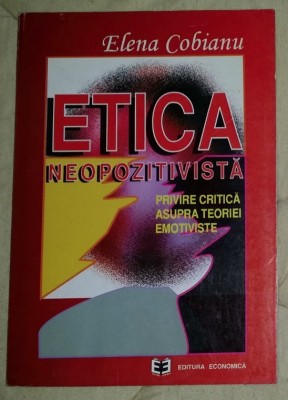 Elena Cobianu
ETICA
NEOPOZITIVISTĂ
PRIVIRE CRITICĂ
ASUPRA TEORIEI
EMOTIVISTE
EDITURA ECONOMICĂ